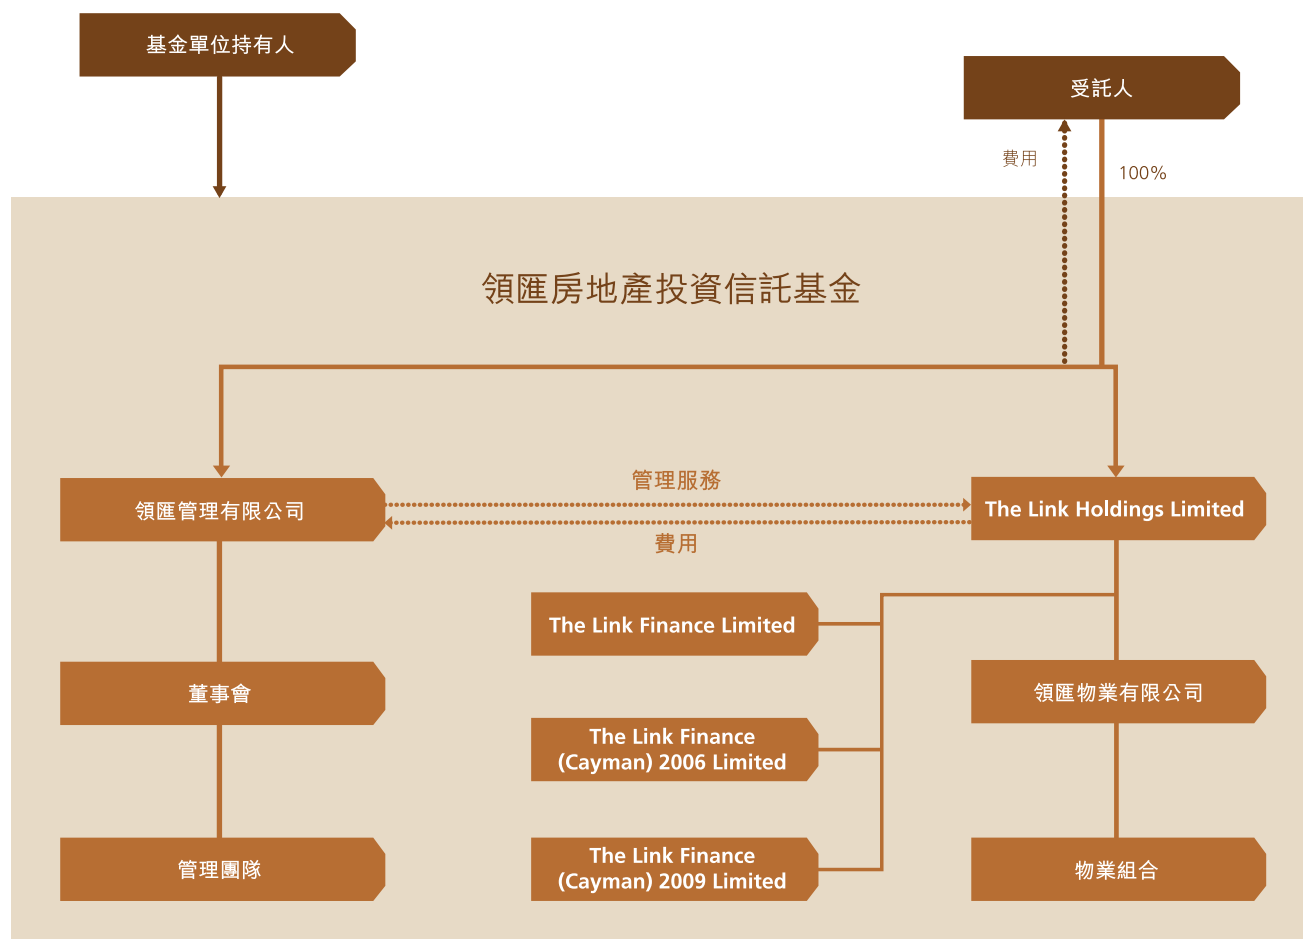 基金單位持有人
受託人
費用
100%
領匯房地產投資信託基金
管理服務
領匯管理有限公司
The Link Holdings Limited
費用
The Link Finance Limited
董事會
領匯物業有限公司
The Link Finance
(Cayman) 2006 Limited
管理團隊
The Link Finance
(Cayman) 2009 Limited
物業組合